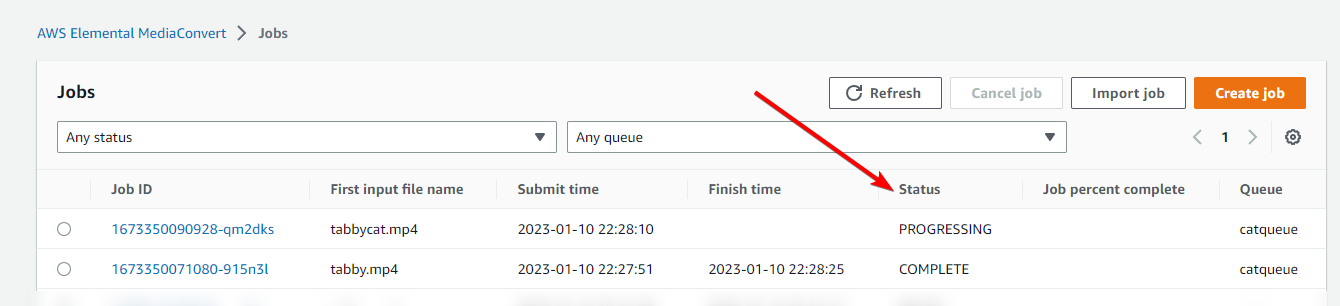 AWS Elemental MediaConvert > Jobs
Jobs Refresh Cancel job Import job Create job
Any status Any queue 1
Job ID First input file name Submit time Finish time Status Job percent complete Queue
1673350090928-qm2dks tabbycat.mp4 2023-01-10 22:28:10 PROGRESSING catqueue
1673350071080-915n3l tabby.mp4 2023-01-10 22:27:51 2023-01-10 22:28:25 COMPLETE catqueue